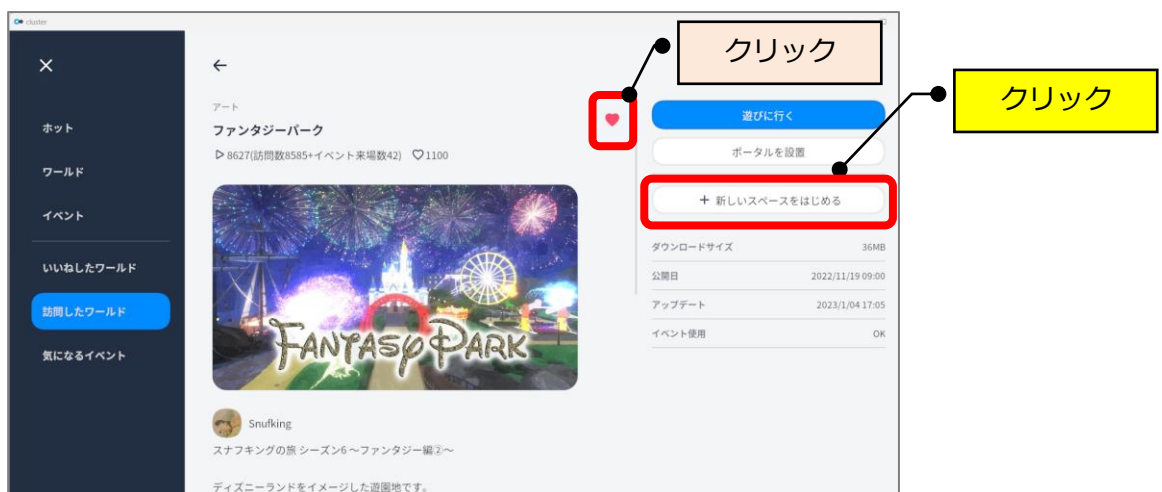 cluster
クリック
クリック
ホット
ワールド
イベント
いいねしたワールド
訪問したワールド
気になるイベント
アート
ファンタジーパーク
8627(訪問数8585+イベント来場数42) 1100
FANTASY PARK
Snufking
スナフキングの旅 シーズン6 ～ファンタジー編②～
ディズニーランドをイメージした遊園地です。
遊びに行く
ポータルを設置
+ 新しいスペースをはじめる
ダウンロードサイズ 36MB
公開日 2022/11/19 09:00
アップデート 2023/1/04 17:05
イベント使用 OK